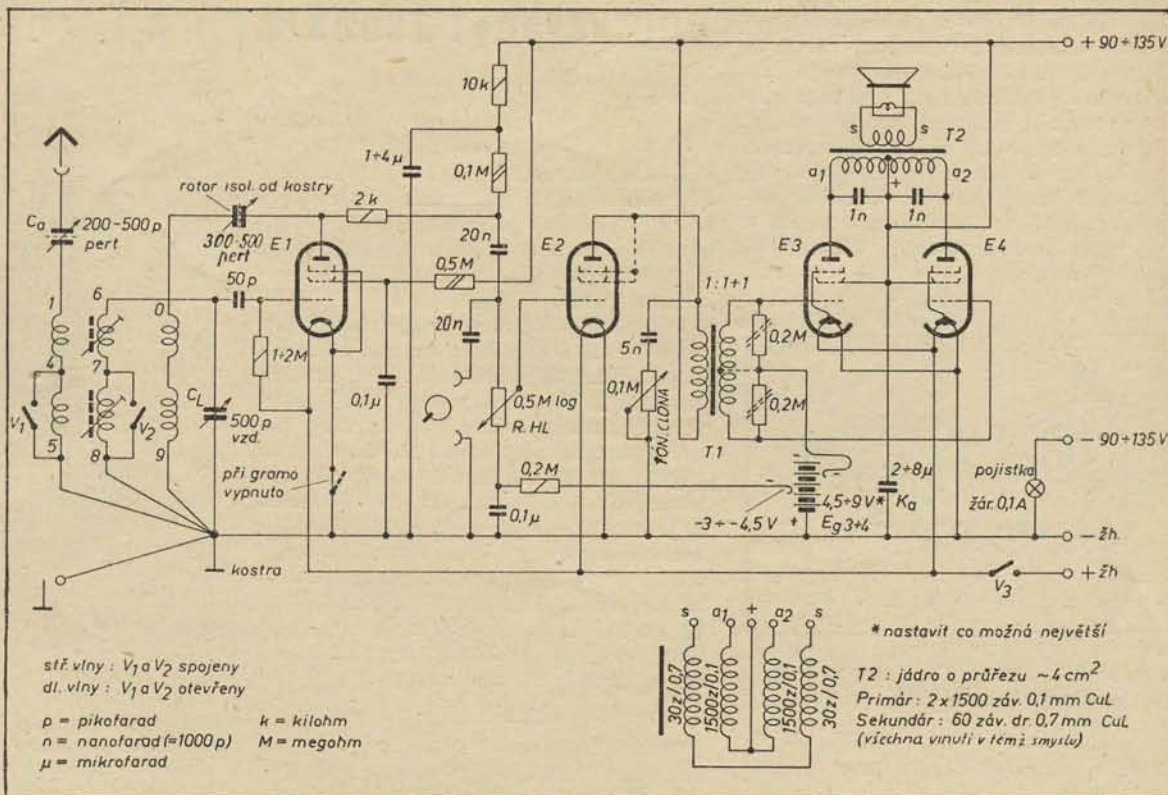 + 90÷135 V
10k
1÷4 μ
0,1 M
rotor isol. od kostry
2 k
20 n
Ca
200-500 p
pert
300-500
pert
E1
50 p
0,5 M
E2
1:1+1
5 n
0,1 M
TÓN. CLONA
T1
0,2 M
0,2 M
s
s
T2
a1
a2
+
1n
1n
E3
E4
1
4
5
6
7
8
0
9
V1
V2
CL
500 p
vzd.
1÷2 M
0,1 μ
20 n
0,5 M log
R. HL
při gramo
vypnuto
0,2 M
0,1 μ
-3 ÷ -4,5 V
-
-
-
4,5÷9 V*
+
Eg 3+4
2÷8 μ
Ka
- 90÷135 V
pojistka
žár. 0,1A
- žh.
+ žh
V3
kostra
stř. vlny : V1 a V2 spojeny
dl. vlny : V1 a V2 otevřeny
p = pikofarad
n = nanofarad (=1000 p)
μ = mikrofarad
k = kilohm
M = megohm
s
a1
+
a2
s
30 z / 0,7
1500 z / 0,1
1500 z / 0,1
30 z / 0,7
* nastavit co možná největší
T2 : jádro o průřezu ~ 4 cm²
Primár : 2 x 1500 záv. 0,1 mm CuL
Sekundár : 60 záv. dr. 0,7 mm CuL
(všechna vinutí v témž smyslu)